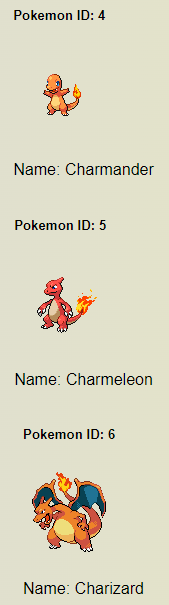 Pokemon ID: 4
Name: Charmander
Pokemon ID: 5
Name: Charmeleon
Pokemon ID: 6
Name: Charizard